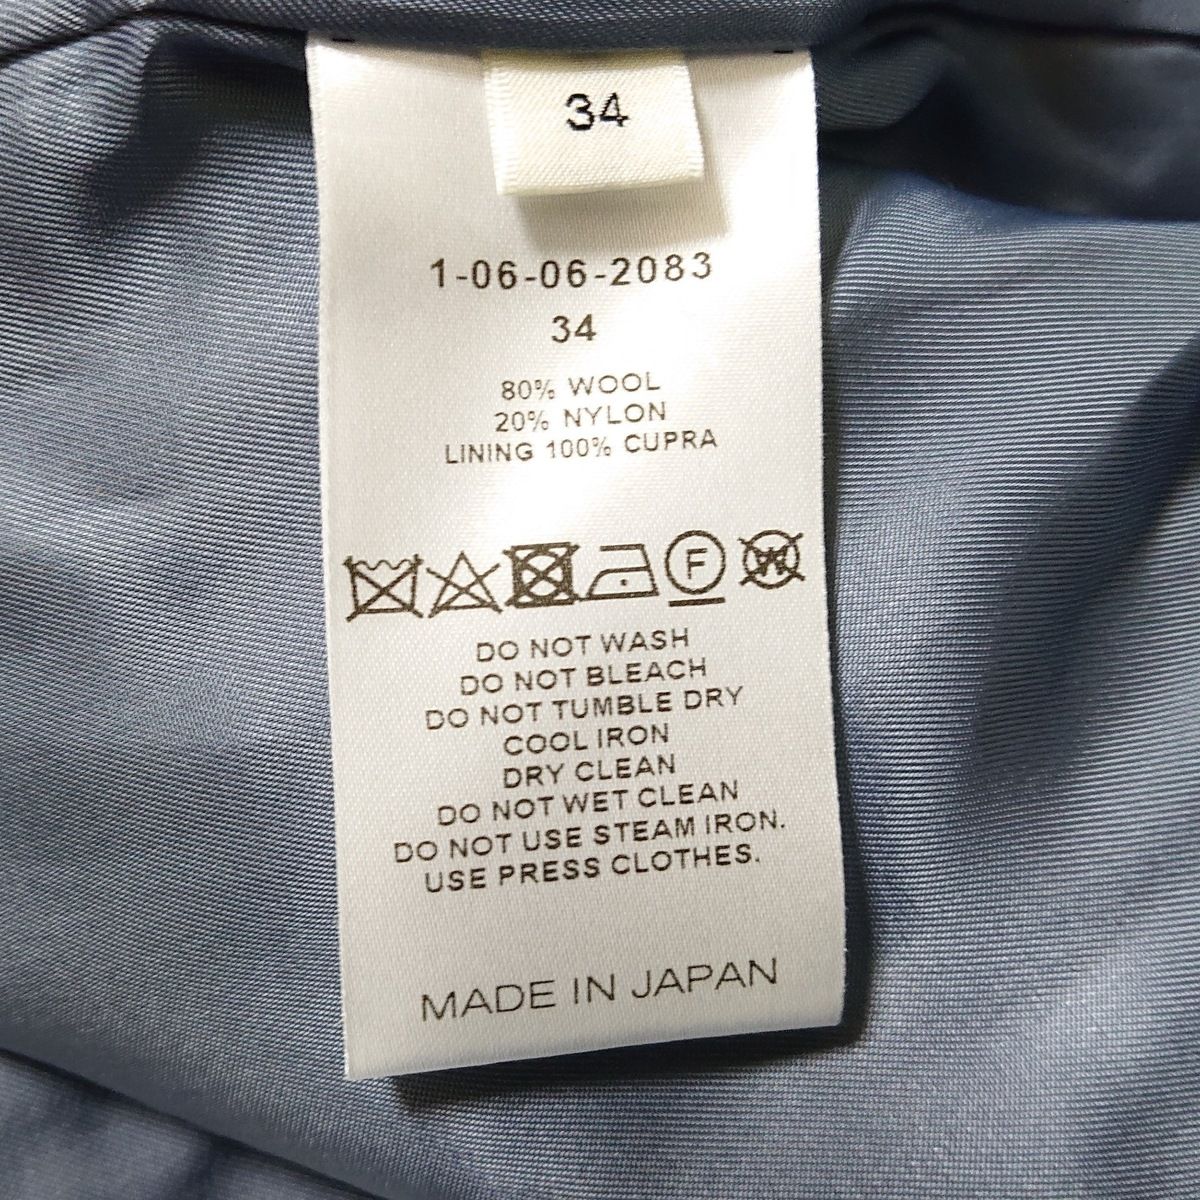 34
1-06-06-2083
34
80% WOOL
20% NYLON
LINING 100% CUPRA
F W
DO NOT WASH
DO NOT BLEACH
DO NOT TUMBLE DRY
COOL IRON
DRY CLEAN
DO NOT WET CLEAN
DO NOT USE STEAM IRON.
USE PRESS CLOTHES.
MADE IN JAPAN